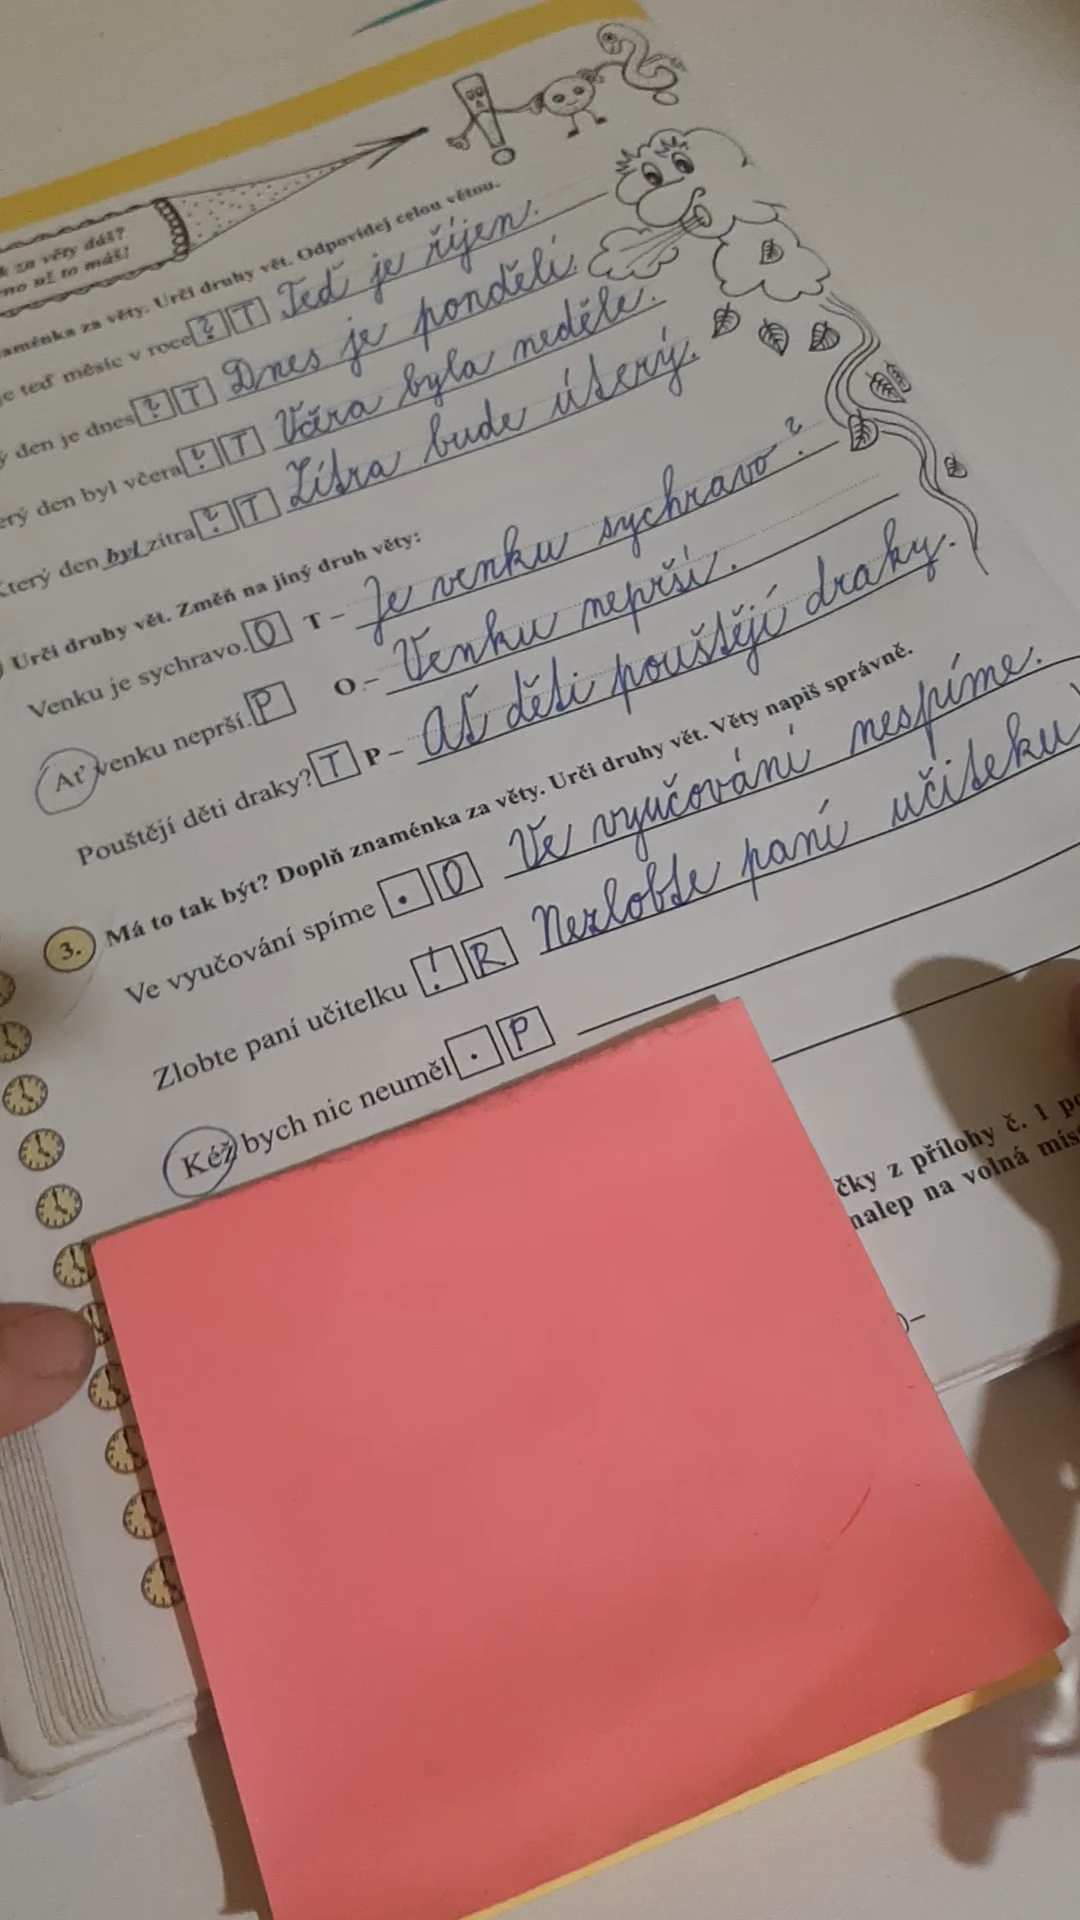 k za věty dáš?
no už to máš!
aménka za věty. Urči druhy vět. Odpovídej celou větou.
je teď měsíc v roce ? T Teď je říjen.
ý den je dnes ? T Dnes je pondělí.
erý den byl včera ? T Včera byla neděle.
Který den byl zítra ? T Zítra bude úterý.
Urči druhy vět. Změň na jiný druh věty:
Venku je sychravo. O T – Je venku sychravo?
Ať venku neprší. P O – Venku neprší.
Pouštějí děti draky? T P – Ať děti pouštějí draky.
3. Má to tak být? Doplň znaménka za věty. Urči druhy vět. Věty napiš správně.
Ve vyučování spíme . O Ve vyučování nespíme.
Zlobte paní učitelku ! R Nezlobte paní učitelku
Kéž bych nic neuměl . P
čky z přílohy č. 1 po
nalep na volná míst